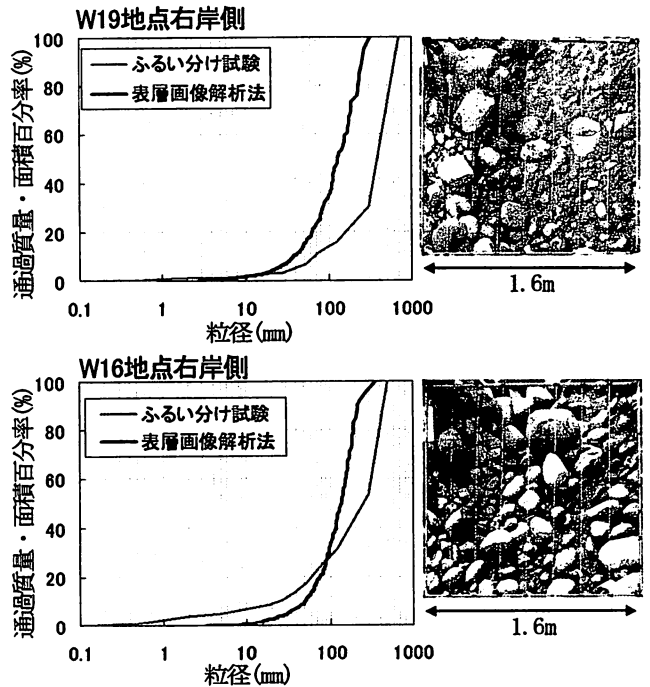 W19地点右岸側
通過質量・面積百分率(%)
100
80
60
40
20
0
ふるい分け試験
表層画像解析法
0.1
1
10
100
1000
粒径(mm)
1.6m
W16地点右岸側
通過質量・面積百分率(%)
100
80
60
40
20
0
ふるい分け試験
表層画像解析法
0.1
1
10
100
1000
粒径(mm)
1.6m